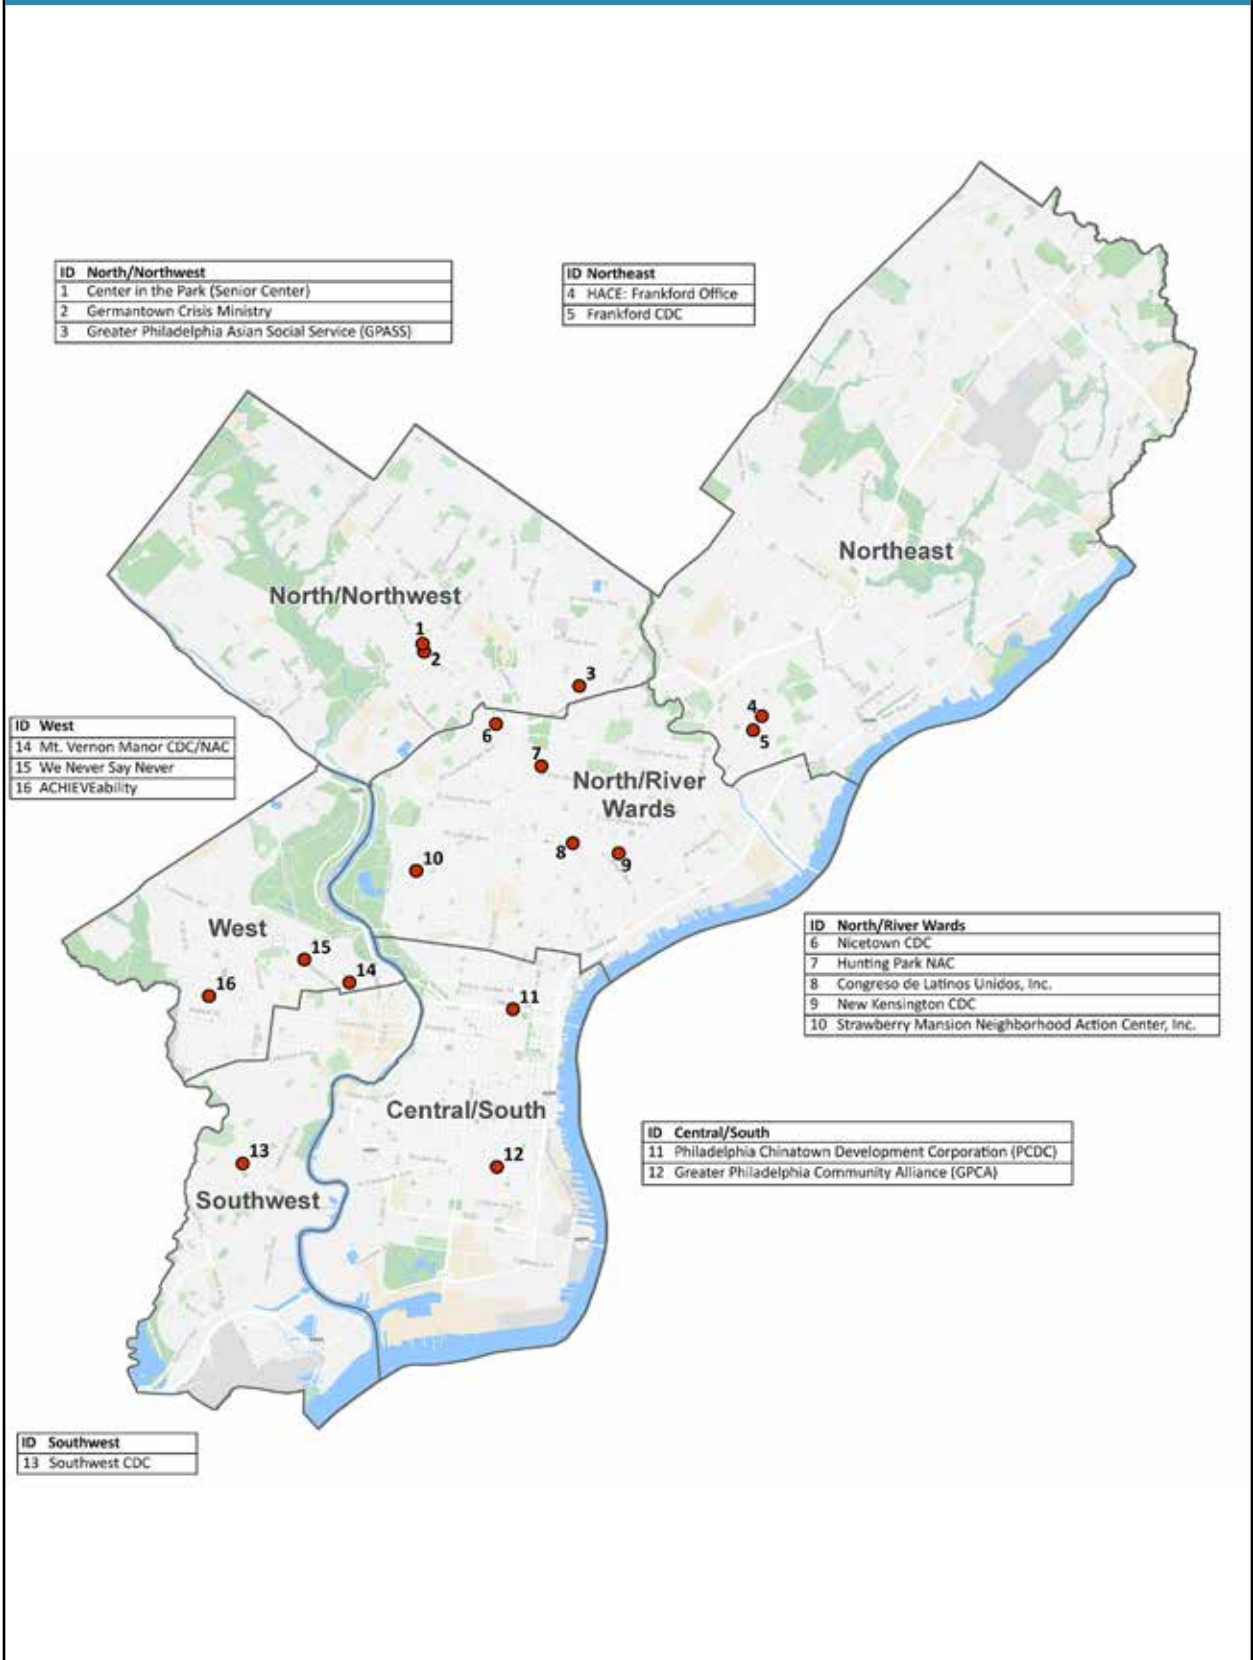 ID North/Northwest
1 Center in the Park (Senior Center)
2 Germantown Crisis Ministry
3 Greater Philadelphia Asian Social Service (GPASS)
ID Northeast
4 HACE: Frankford Office
5 Frankford CDC
Northeast
North/Northwest
1
2
3
4
5
6
7
North/River
Wards
ID West
14 Mt. Vernon Manor CDC/NAC
15 We Never Say Never
16 ACHIEVEability
8
9
10
West
15
14
16
11
ID North/River Wards
6 Nicetown CDC
7 Hunting Park NAC
8 Congreso de Latinos Unidos, Inc.
9 New Kensington CDC
10 Strawberry Mansion Neighborhood Action Center, Inc.
Central/South
12
13
Southwest
ID Central/South
11 Philadelphia Chinatown Development Corporation (PCDC)
12 Greater Philadelphia Community Alliance (GPCA)
ID Southwest
13 Southwest CDC